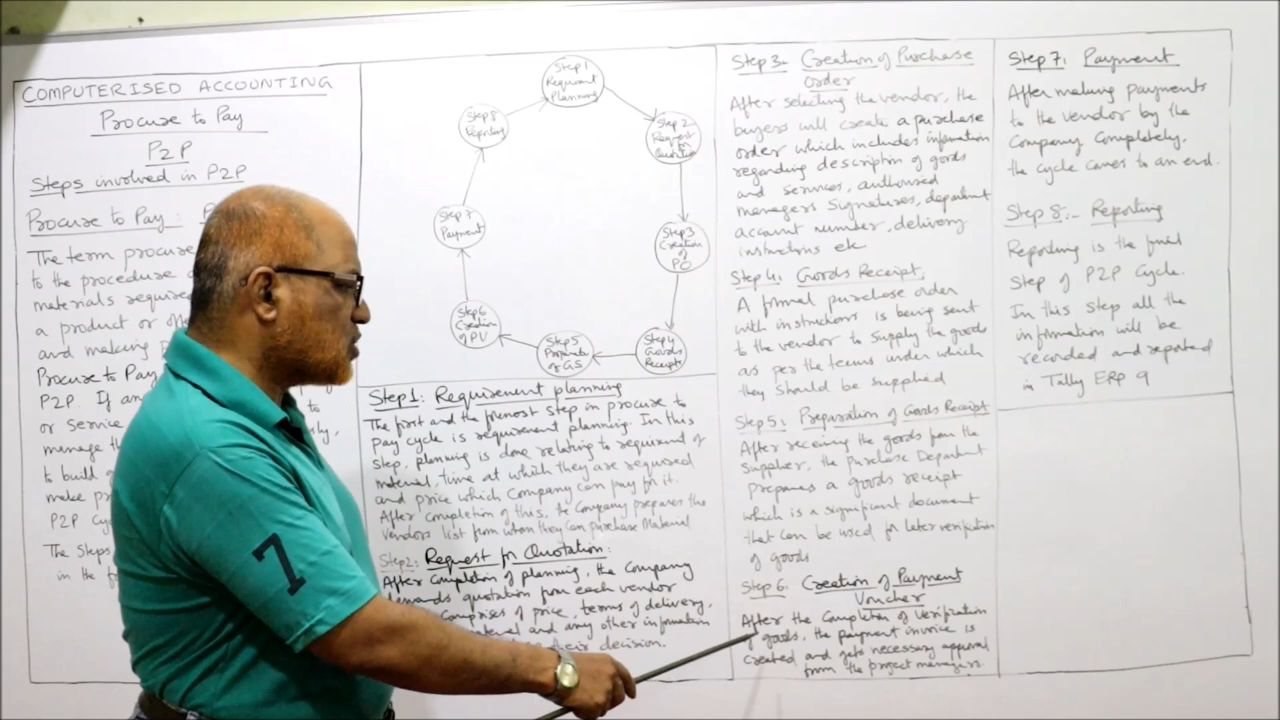 COMPUTERISED ACCOUNTING
Procure to Pay
P2P
Steps involved in P2P
Procure to Pay:
The term procure
to the procedure
materials require
a product or
and making
Procure to Pay
P2P. If any
or service to
manage
to build
make pr
P2P Cyc
The Steps
in the f
Step 1
Requirement
Planning
Step 2
Request
for
Quotation
Step 3
Creation
of
PO
Step 4
Goods
Receipts
Step 5
of GS
Step 6
Creation
of PV
Step 7
Payment
Step 8
Reporting
Step 1: Requirement planning
The first and the foremost step in procure to
pay cycle is requirement planning. In this
step, planning is done relating to requirement of
material, time at which they are required
and price which Company can pay for it.
After completion of this, the Company prepares the
vendors list from whom they can purchase Material
Step 2: Request for Quotation:
After Completion of planning, the Company
demands quotation from each vendor
comprises of price, terms of delivery,
and any other information
their decision.
Step 3:- Creation of Purchase
order
After selecting the vendor, the
buyers will create a purchase
order which includes information
regarding description of goods
and services, authorised
managers signatures, department
account number, delivery
instructions etc
Step 4: Goods Receipt:
A formal purchase order
with instructions is being sent
to the vendor to supply the goods
as per the terms under which
they should be supplied
Step 5: Preparation of Goods Receipt
After receiving the goods from the
supplier, the Purchase Department
prepares a goods receipt
which is a significant document
that can be used for later verification
of goods
Step 6: Creation of Payment
Voucher
After the Completion of Verification
of goods, the payment invoice is
created and gets necessary approval
from the project managers.
Step 7: Payment
After making payments
to the vendor by the
Company Completely.
the cycle comes to an end.
Step 8:- Reporting
Reporting is the final
Step of P2P Cycle.
In this step all the
information will be
recorded and reported
in Tally ERP 9
7